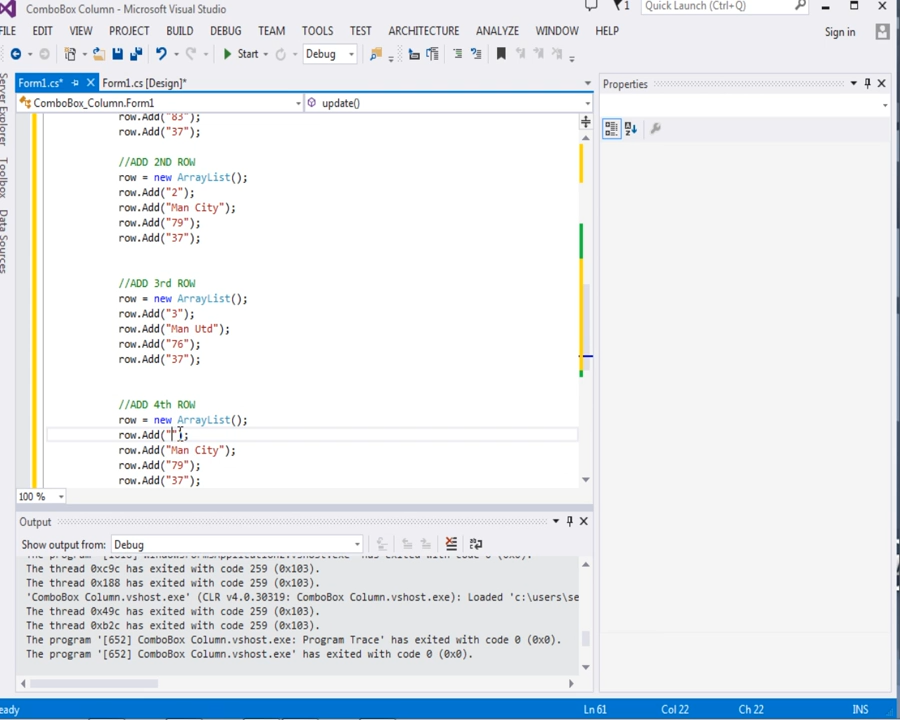 ComboBox Column - Microsoft Visual Studio
1
Quick Launch (Ctrl+Q)
FILE EDIT VIEW PROJECT BUILD DEBUG TEAM TOOLS TEST ARCHITECTURE ANALYZE WINDOW HELP
Sign in
Start Debug
Server Explorer
Toolbox
Data Sources
Form1.cs* Form1.cs [Design]*
ComboBox_Column.Form1 update()
row.Add("83");
row.Add("37");
//ADD 2ND ROW
row = new ArrayList();
row.Add("2");
row.Add("Man City");
row.Add("79");
row.Add("37");
//ADD 3rd ROW
row = new ArrayList();
row.Add("3");
row.Add("Man Utd");
row.Add("76");
row.Add("37");
//ADD 4th ROW
row = new ArrayList();
row.Add("");
row.Add("Man City");
row.Add("79");
row.Add("37");
100 %
Properties
Output
Show output from: Debug
The thread 0xc9c has exited with code 259 (0x103).
The thread 0x188 has exited with code 259 (0x103).
'ComboBox Column.vshost.exe' (CLR v4.0.30319: ComboBox Column.vshost.exe): Loaded 'c:\users\se
The thread 0x49c has exited with code 259 (0x103).
The thread 0xb2c has exited with code 259 (0x103).
The program '[652] ComboBox Column.vshost.exe: Program Trace' has exited with code 0 (0x0).
The program '[652] ComboBox Column.vshost.exe' has exited with code 0 (0x0).
eady Ln 61 Col 22 Ch 22 INS